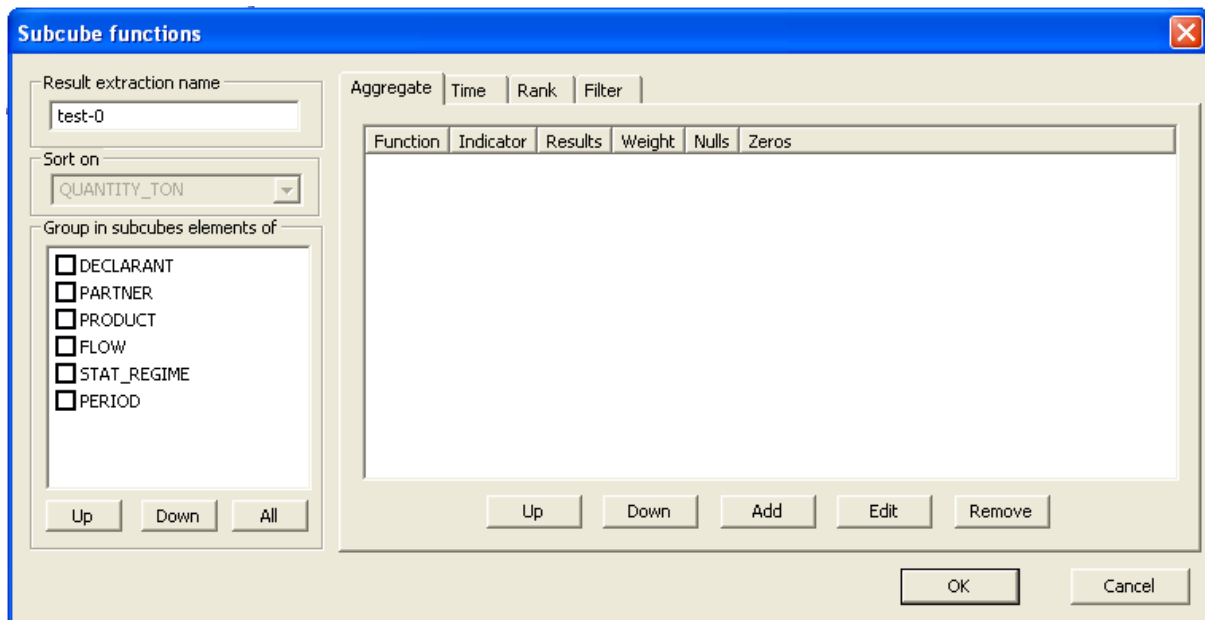 Subcube functions
Result extraction name
test-0
Sort on
QUANTITY_TON
Group in subcubes elements of
DECLARANT
PARTNER
PRODUCT
FLOW
STAT_REGIME
PERIOD
Up Down All
Aggregate Time Rank Filter
Function Indicator Results Weight Nulls Zeros
Up Down Add Edit Remove
OK Cancel